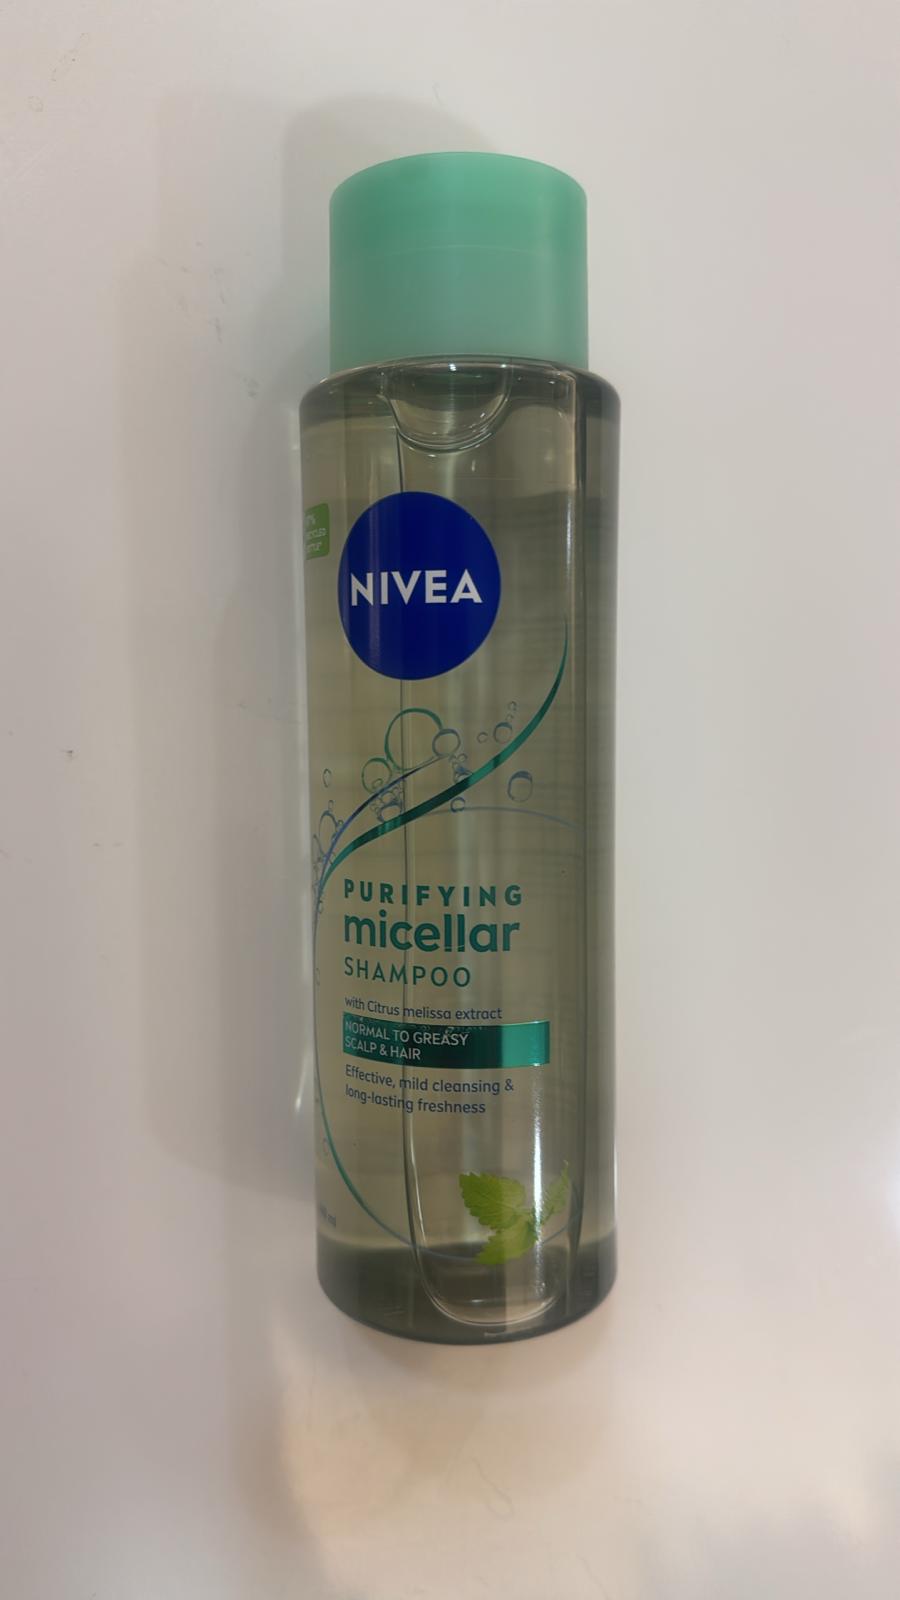 NIVEA
PURIFYING
micellar
SHAMPOO
with Citrus melissa extract
NORMAL TO GREASY
SCALP & HAIR
Effective, mild cleansing &
long-lasting freshness